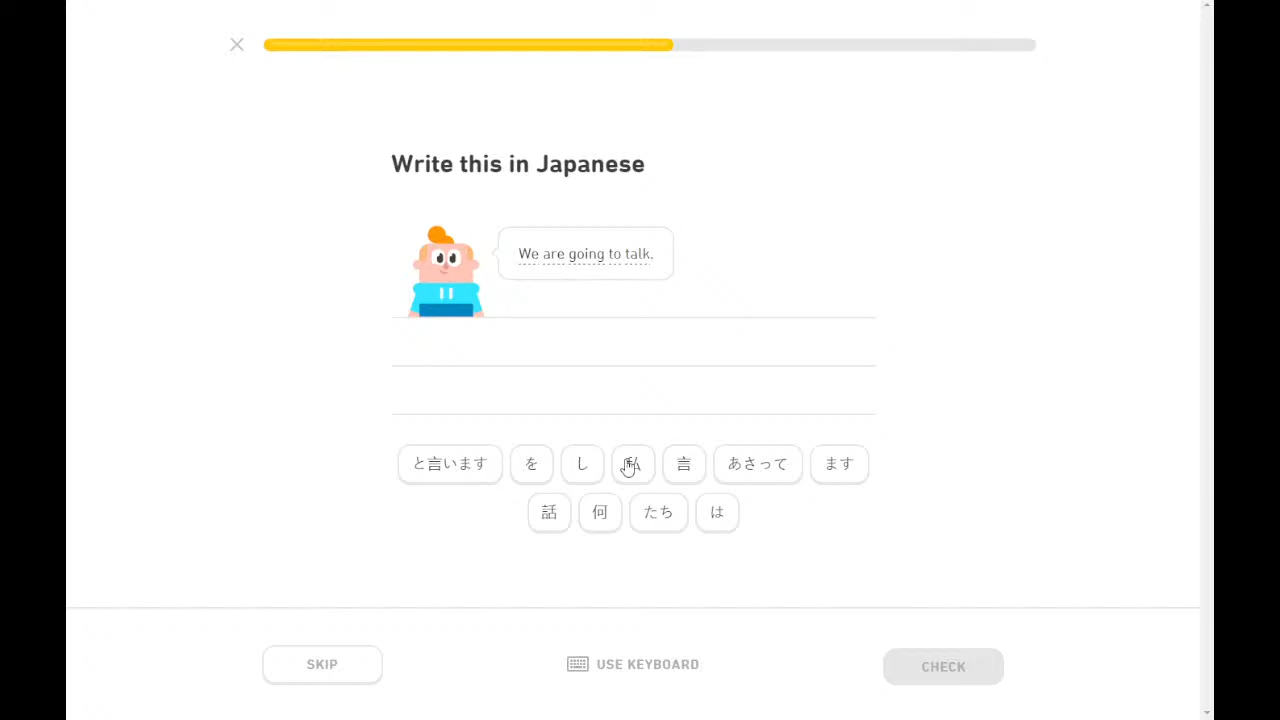 Write this in Japanese
We are going to talk.
と言います を し 私 言 あさって ます
話 何 たち は
SKIP USE KEYBOARD CHECK